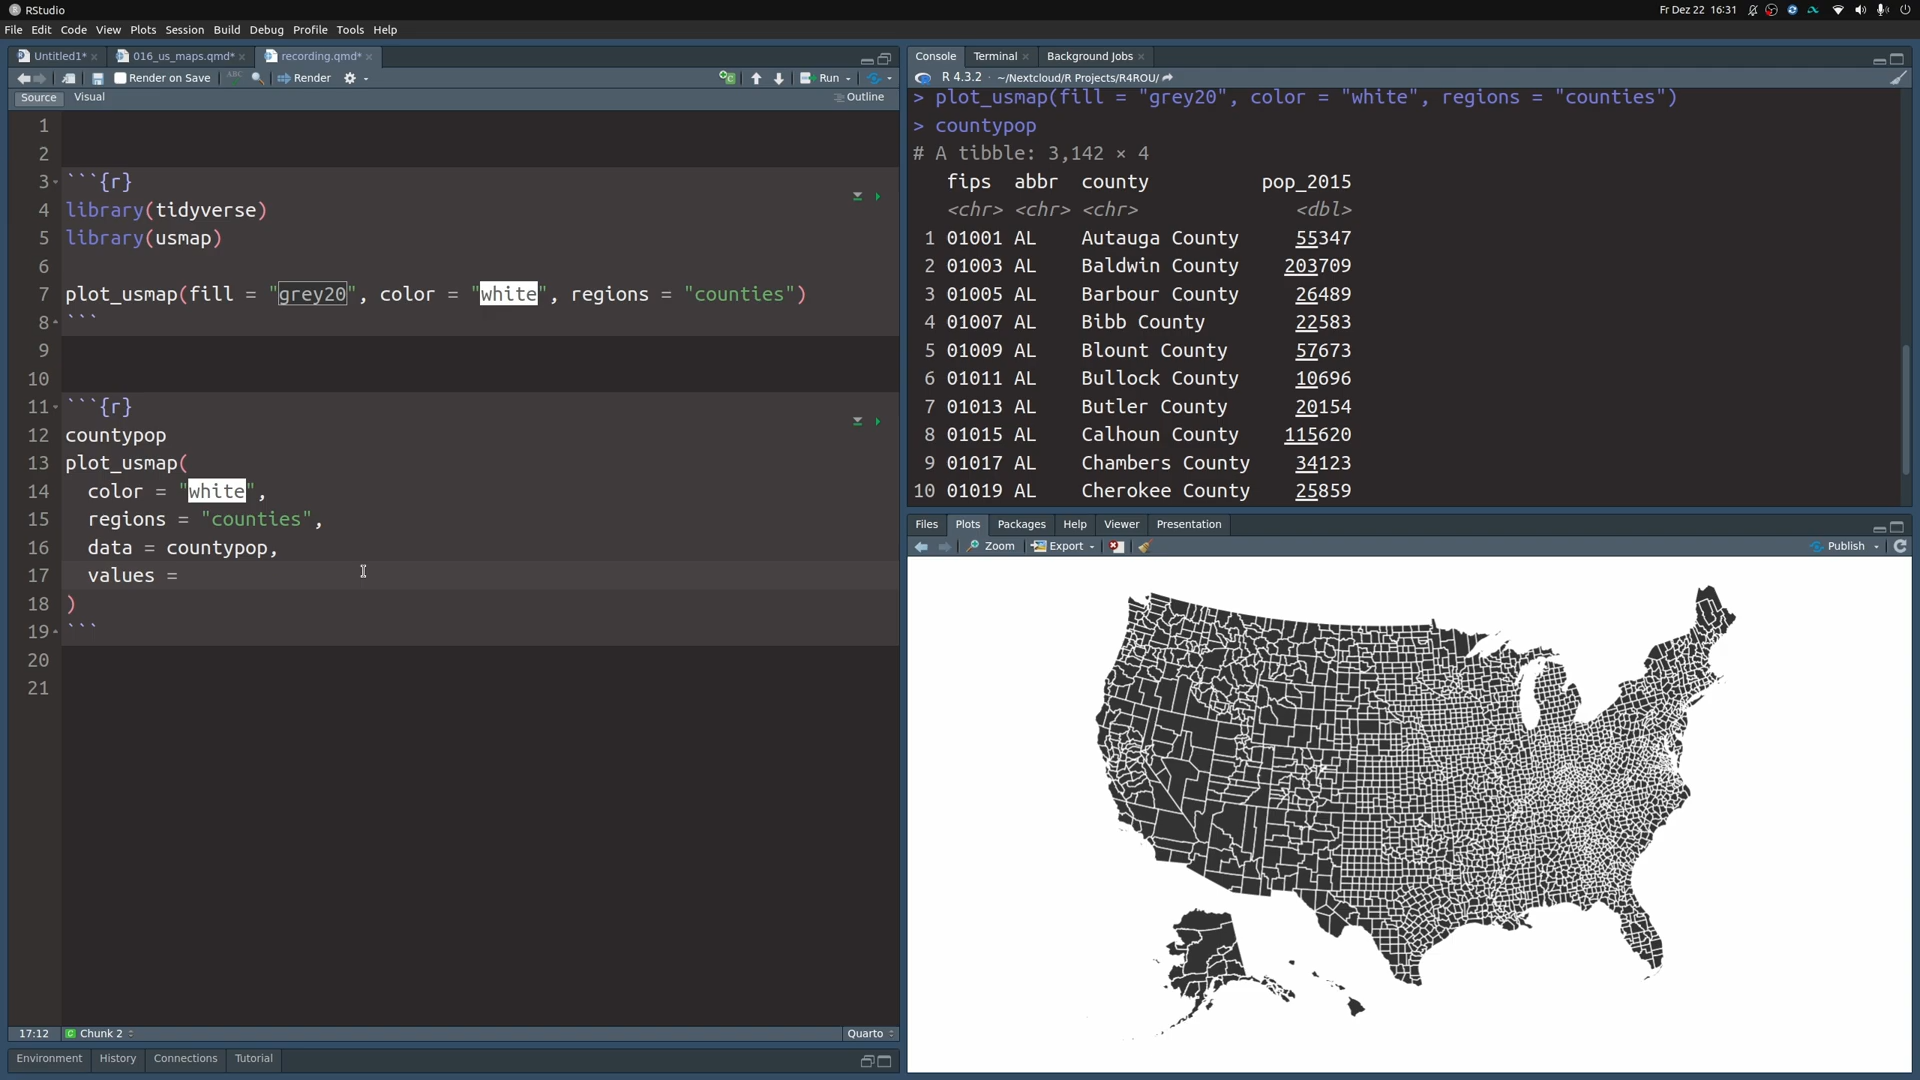 RStudio
Fr Dez 22 16:31
File Edit Code View Plots Session Build Debug Profile Tools Help
Untitled1* × 016_us_maps.qmd* × recording.qmd* ×
Render on Save ABC Render Run
Source Visual Outline
1
2
3 ```{r}
4 library(tidyverse)
5 library(usmap)
6
7 plot_usmap(fill = "grey20", color = "white", regions = "counties")
8 ```
9
10
11 ```{r}
12 countypop
13 plot_usmap(
14   color = "white",
15   regions = "counties",
16   data = countypop,
17   values =
18 )
19 ```
20
21
17:12 Chunk 2 Quarto
Environment History Connections Tutorial
Console Terminal × Background Jobs ×
R 4.3.2 · ~/Nextcloud/R Projects/R4ROU/
> plot_usmap(fill = "grey20", color = "white", regions = "counties")
> countypop
# A tibble: 3,142 × 4
fips abbr county pop_2015
<chr> <chr> <chr> <dbl>
1 01001 AL Autauga County 55347
2 01003 AL Baldwin County 203709
3 01005 AL Barbour County 26489
4 01007 AL Bibb County 22583
5 01009 AL Blount County 57673
6 01011 AL Bullock County 10696
7 01013 AL Butler County 20154
8 01015 AL Calhoun County 115620
9 01017 AL Chambers County 34123
10 01019 AL Cherokee County 25859
Files Plots Packages Help Viewer Presentation
Zoom Export Publish